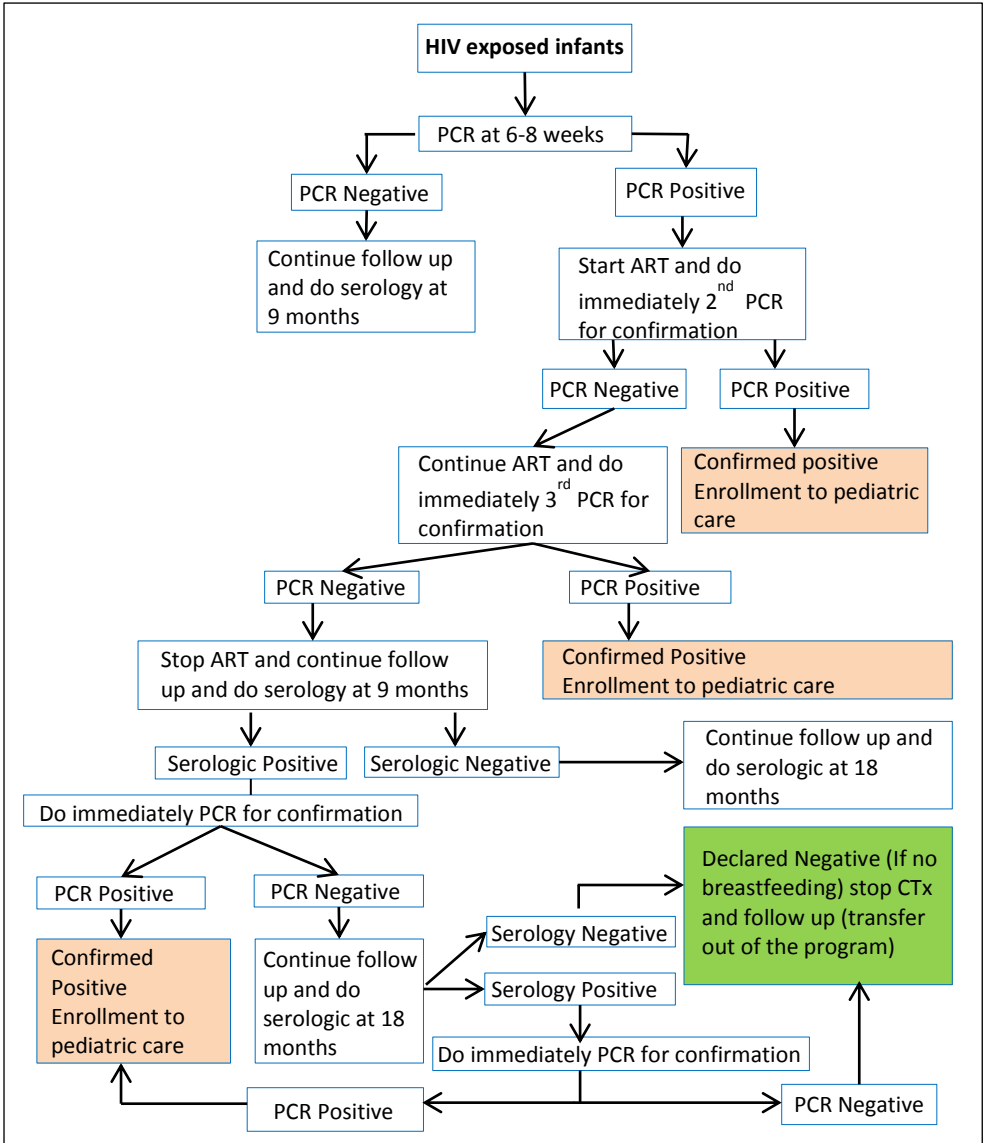 HIV exposed infants
PCR at 6-8 weeks
PCR Negative
PCR Positive
Continue follow up
and do serology at
9 months
Start ART and do
immediately 2nd PCR
for confirmation
PCR Negative
PCR Positive
Continue ART and do
immediately 3rd PCR for
confirmation
Confirmed positive
Enrollment to pediatric
care
PCR Negative
PCR Positive
Stop ART and continue follow
up and do serology at 9 months
Confirmed Positive
Enrollment to pediatric care
Serologic Positive
Serologic Negative
Continue follow up and
do serologic at 18
months
Do immediately PCR for confirmation
PCR Positive
PCR Negative
Declared Negative (If no
breastfeeding) stop CTx
and follow up (transfer
out of the program)
Confirmed
Positive
Enrollment to
pediatric care
Continue follow
up and do
serologic at 18
months
Serology Negative
Serology Positive
Do immediately PCR for confirmation
PCR Positive
PCR Negative